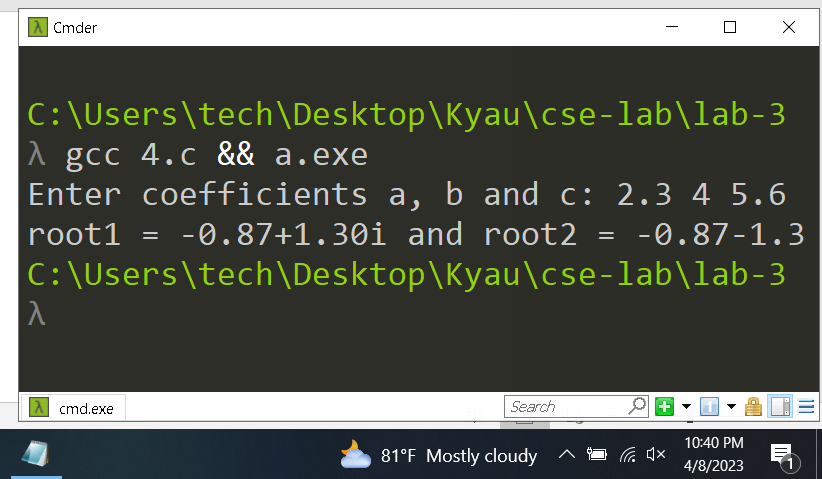 Cmder
C:\Users\tech\Desktop\Kyau\cse-lab\lab-3
λ gcc 4.c && a.exe
Enter coefficients a, b and c: 2.3 4 5.6
root1 = -0.87+1.30i and root2 = -0.87-1.3
C:\Users\tech\Desktop\Kyau\cse-lab\lab-3
λ
cmd.exe
Search
1
81°F Mostly cloudy
10:40 PM
4/8/2023
1